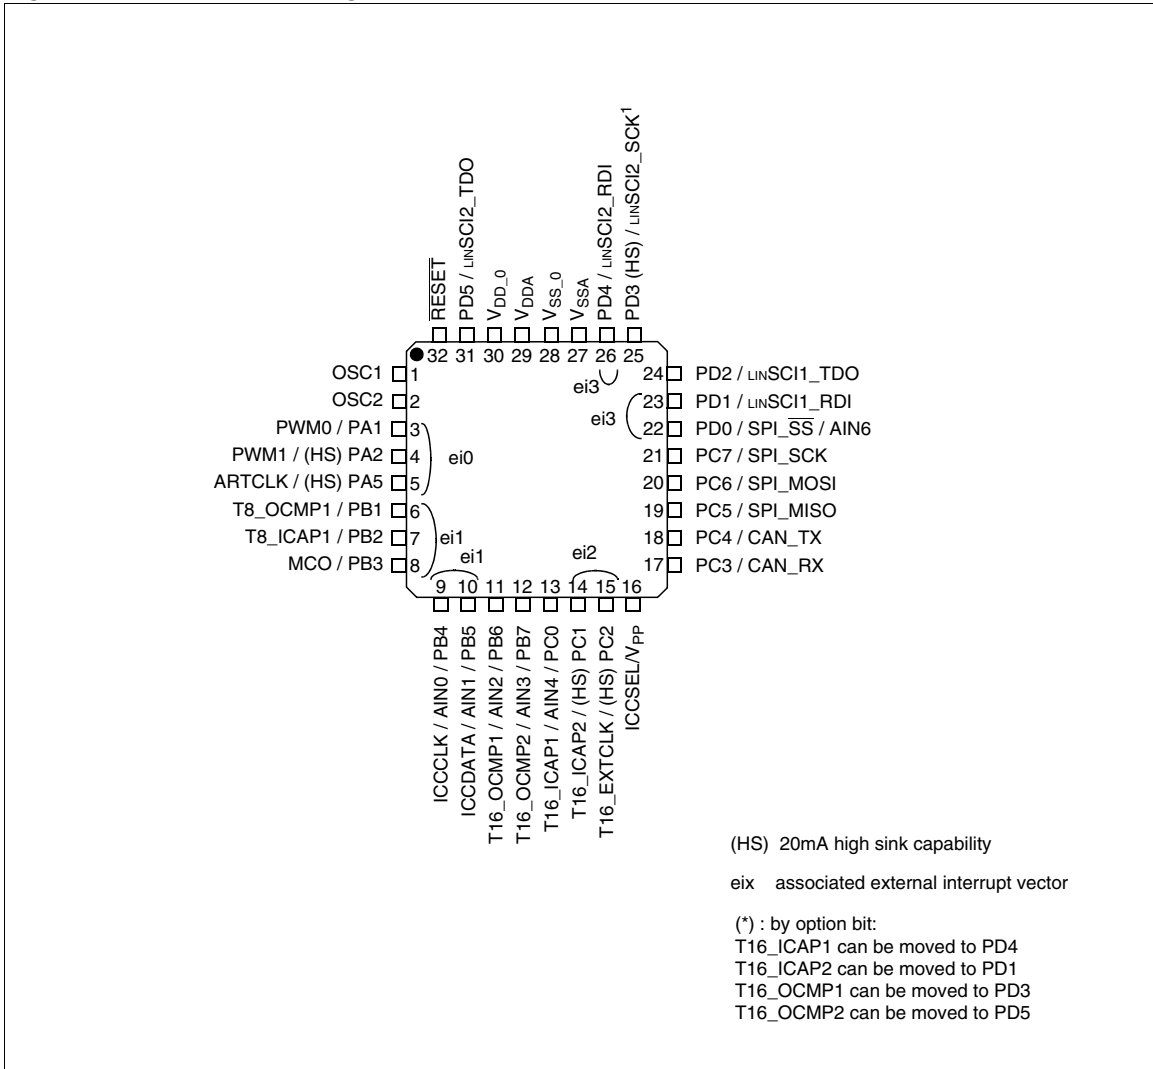 RESET
PD5 / LINSCI2_TDO
VDD_0
VDDA
VSS_0
VSSA
PD4 / LINSCI2_RDI
PD3 (HS) / LINSCI2_SCK1
32 31 30 29 28 27 26 25
OSC1 1
OSC2 2
PWM0 / PA1 3
PWM1 / (HS) PA2 4
ARTCLK / (HS) PA5 5
T8_OCMP1 / PB1 6
T8_ICAP1 / PB2 7
MCO / PB3 8
ei0
ei1
ei1
ei2
ei3
ei3
24 PD2 / LINSCI1_TDO
23 PD1 / LINSCI1_RDI
22 PD0 / SPI_SS / AIN6
21 PC7 / SPI_SCK
20 PC6 / SPI_MOSI
19 PC5 / SPI_MISO
18 PC4 / CAN_TX
17 PC3 / CAN_RX
9 10 11 12 13 14 15 16
ICCCLK / AIN0 / PB4
ICCDATA / AIN1 / PB5
T16_OCMP1 / AIN2 / PB6
T16_OCMP2 / AIN3 / PB7
T16_ICAP1 / AIN4 / PC0
T16_ICAP2 / (HS) PC1
T16_EXTCLK / (HS) PC2
ICCSEL/VPP
(HS) 20mA high sink capability
eix associated external interrupt vector
(*) : by option bit:
T16_ICAP1 can be moved to PD4
T16_ICAP2 can be moved to PD1
T16_OCMP1 can be moved to PD3
T16_OCMP2 can be moved to PD5